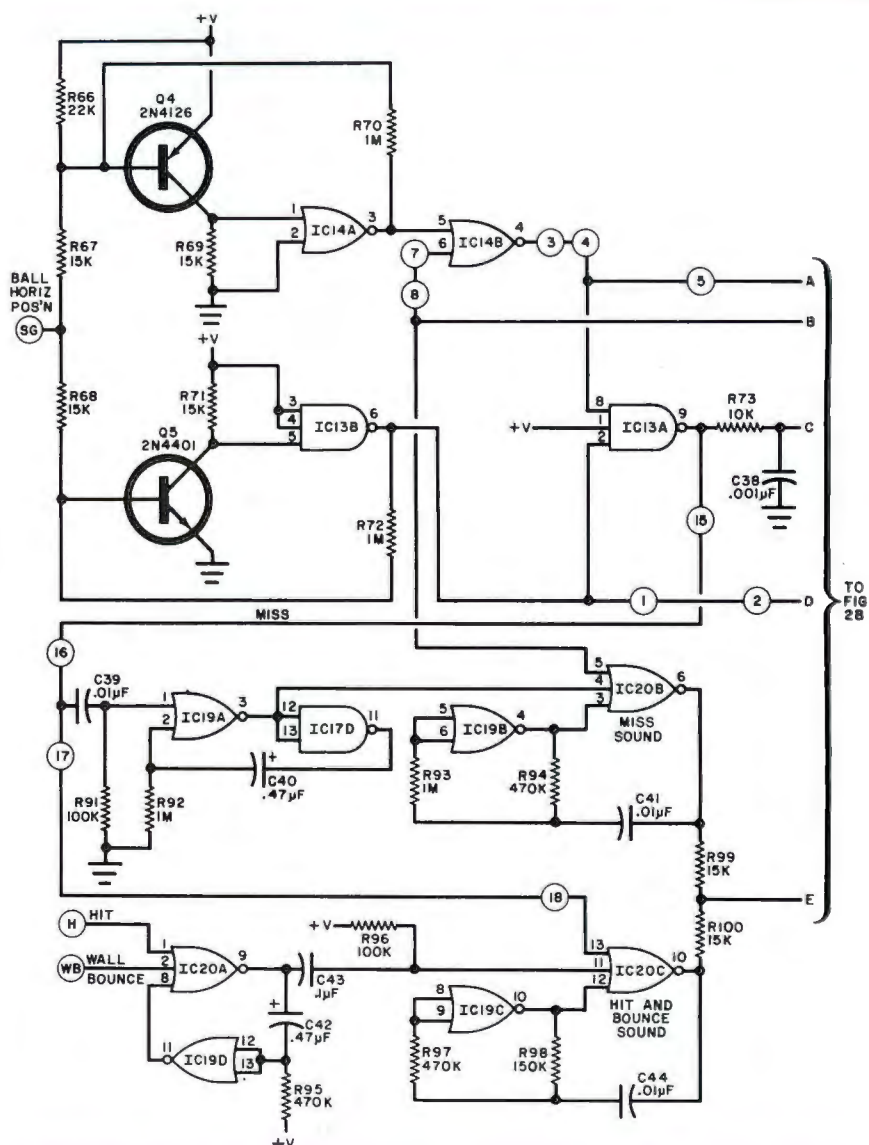 +V
R66
22K
Q4
2N4126
R70
1M
1
2
IC14A
3
5
6
IC14B
4
3
4
7
8
R67
15K
R69
15K
BALL
HORIZ
POS'N
SG
+V
5
A
B
R68
15K
R71
15K
Q5
2N4401
3
4
5
IC13B
6
+V
8
1
2
IC13A
9
R73
10K
C
C38
.001µF
15
R72
1M
MISS
1
2
D
TO
FIG
2B
16
C39
.01µF
1
2
IC19A
3
12
13
IC17D
11
5
4
3
IC20B
6
MISS
SOUND
5
6
IC19B
4
17
R91
100K
R92
1M
C40
+
.47µF
R93
1M
R94
470K
C41
.01µF
R99
15K
E
18
R100
15K
H
HIT
WB
WALL
BOUNCE
1
2
8
IC20A
9
+V
R96
100K
C43
.1µF
13
11
12
IC20C
10
HIT AND
BOUNCE
SOUND
+
C42
.47µF
8
9
IC19C
10
11
IC19D
12
13
R95
470K
+V
R97
470K
R98
150K
C44
.01µF